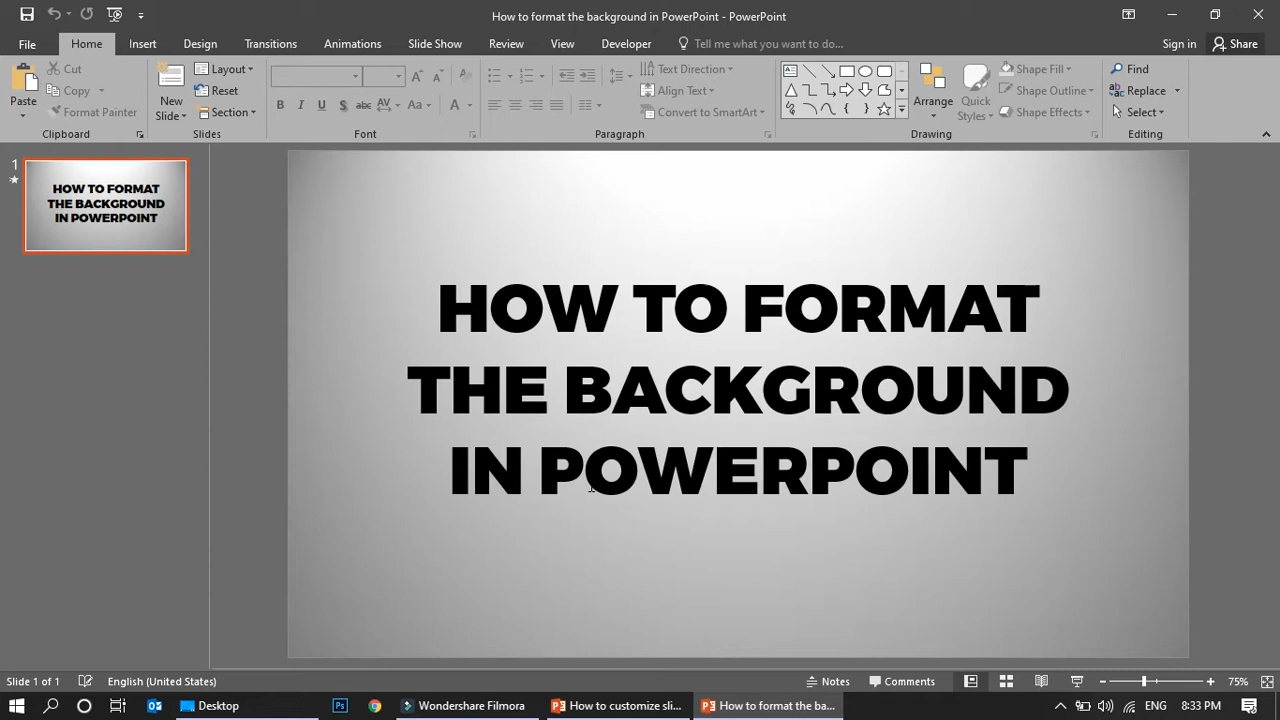 How to format the background in PowerPoint - PowerPoint
File Home Insert Design Transitions Animations Slide Show Review View Developer Tell me what you want to do... Sign in Share
Paste
Cut
Copy
Format Painter
Clipboard
New Slide
Layout
Reset
Section
Slides
B I U S abc AV Aa A
Font
Text Direction
Align Text
Convert to SmartArt
Paragraph
Arrange
Quick Styles
Shape Fill
Shape Outline
Shape Effects
Drawing
Find
Replace
Select
Editing
1
HOW TO FORMAT
THE BACKGROUND
IN POWERPOINT
HOW TO FORMAT
THE BACKGROUND
IN POWERPOINT
Slide 1 of 1 English (United States) Notes Comments 75%
Desktop Ps Wondershare Filmora How to customize sli... How to format the ba... ENG 8:33 PM